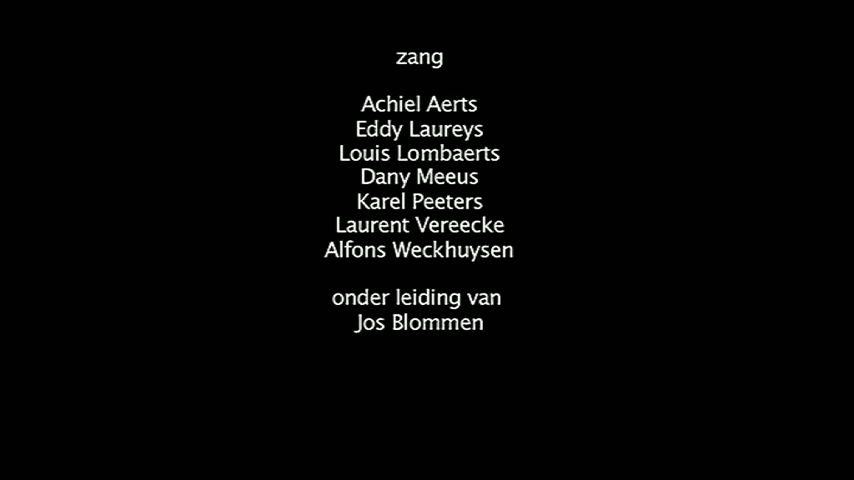 zang
Achiel Aerts
Eddy Laureys
Louis Lombaerts
Dany Meeus
Karel Peeters
Laurent Vereecke
Alfons Weckhuysen
onder leiding van
Jos Blommen